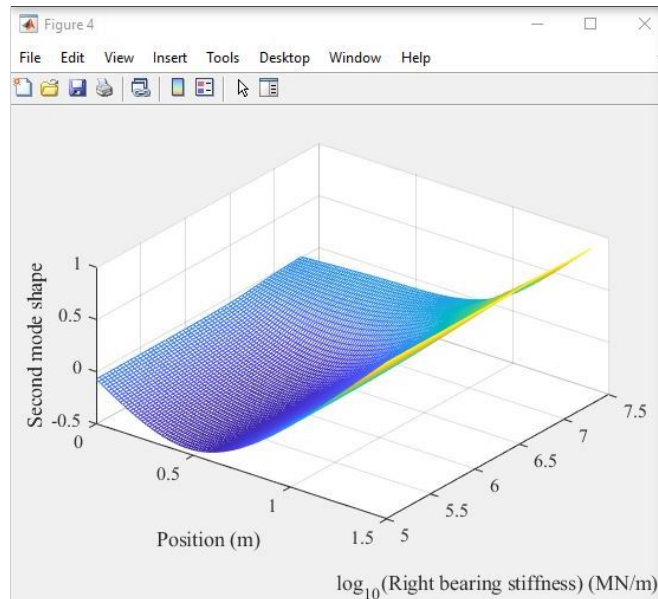 Figure 4
File Edit View Insert Tools Desktop Window Help
Second mode shape
1
0.5
0
-0.5
0
0.5
1
1.5
Position (m)
5
5.5
6
6.5
7
7.5
log10(Right bearing stiffness) (MN/m)